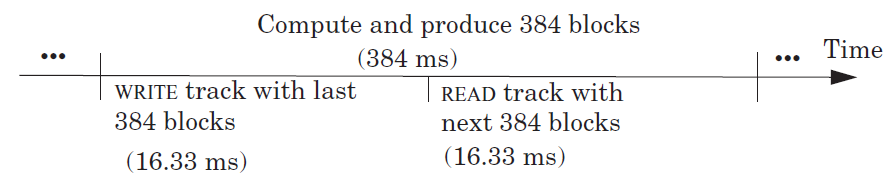 Compute and produce 384 blocks
(384 ms)
••• ••• Time
WRITE track with last
384 blocks
(16.33 ms)
READ track with
next 384 blocks
(16.33 ms)